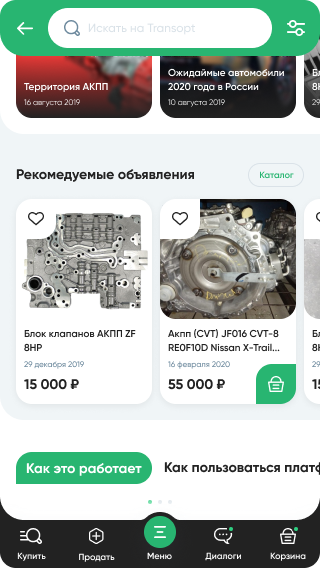 Искать на Transopt
Территория АКПП
16 августа 2019
Ожидаемые автомобили
2020 года в России
10 августа 2019
Рекомедуемые объявления
Каталог
Блок клапанов АКПП ZF
8HP
29 декабря 2019
15 000 ₽
Акпп (CVT) JF016 CVT-8
RE0F10D Nissan X-Trail...
16 февраля 2020
55 000 ₽
Как это работает
Как пользоваться
Купить
Продать
Меню
Диалоги
Корзина